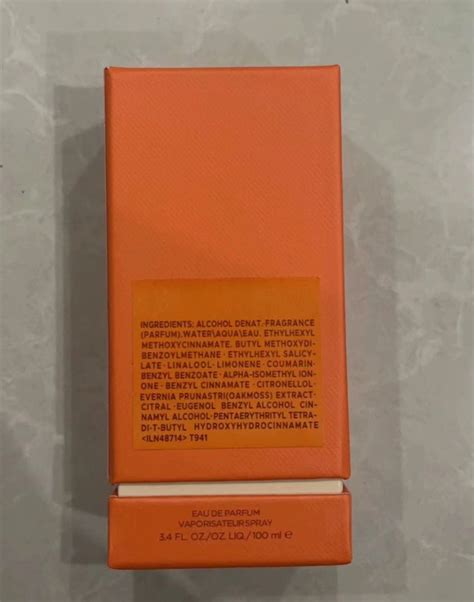 INGREDIENTS: ALCOHOL DENAT.·FRAGRANCE
(PARFUM).WATER\AQUA\EAU. ETHYLHEXYL
METHOXYCINNAMATE. BUTYL METHOXYDI-
BENZOYLMETHANE · ETHYLHEXYL SALICY-
LATE · LINALOOL· LIMONENE · COUMARIN·
BENZYL BENZOATE · ALPHA-ISOMETHYL ION-
ONE · BENZYL CINNAMATE · CITRONELLOL·
EVERNIA PRUNASTRI(OAKMOSS) EXTRACT·
CITRAL · EUGENOL BENZYL ALCOHOL CIN-
NAMYL ALCOHOL·PENTAERYTHRITYL TETRA-
DI-T-BUTYL HYDROXYHYDROCINNAMATE
<ILN48714> T941
EAU DE PARFUM
VAPORISATEUR SPRAY
3.4 FL. OZ./OZ. LIQ. / 100 ml ℮